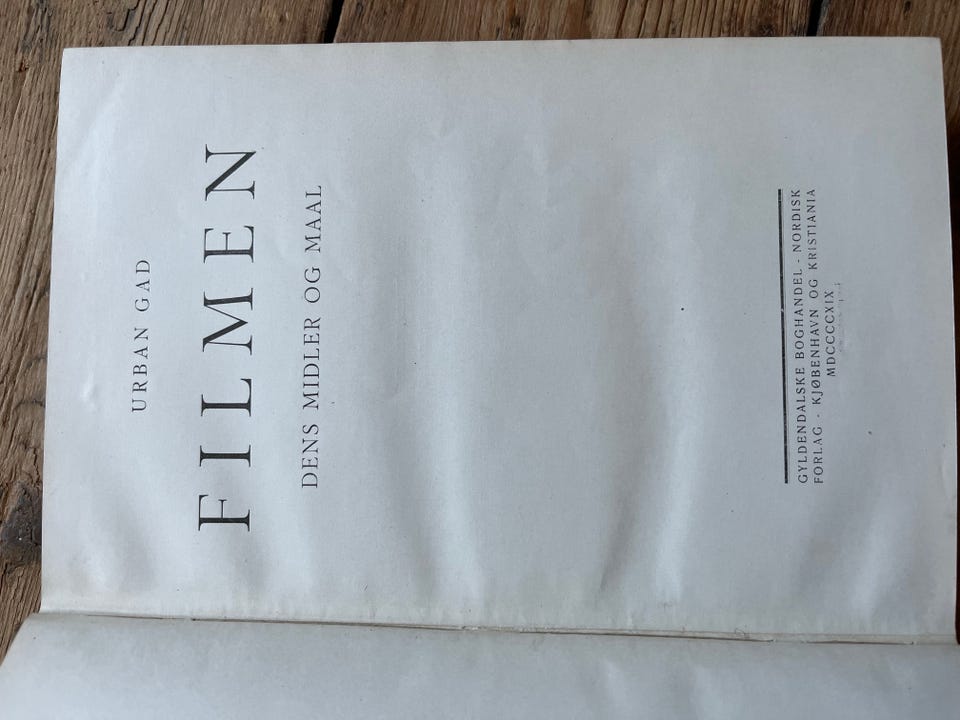 URBAN GAD
FILMEN
DENS MIDLER OG MAAL
GYLDENDALSKE BOGHANDEL - NORDISK
FORLAG - KJØBENHAVN OG KRISTIANIA
MDCCCCXIX